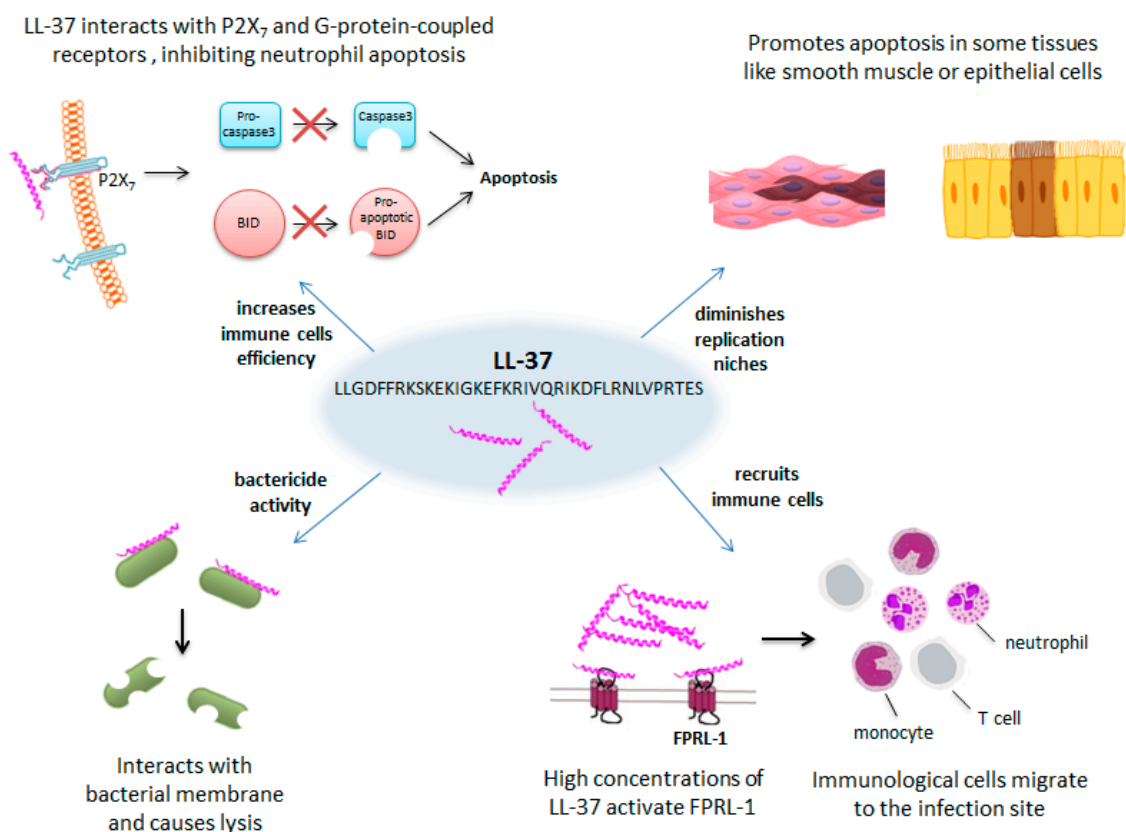 LL-37 interacts with P2X₇ and G-protein-coupled
receptors , inhibiting neutrophil apoptosis
Promotes apoptosis in some tissues
like smooth muscle or epithelial cells
Pro-
caspase3
Caspase3
P2X₇
Apoptosis
BID
Pro-
apoptotic
BID
increases
immune cells
efficiency
diminishes
replication
niches
LL-37
LLGDFFRKSKEKIGKEFKRIVQRIKDFLRNLVPRTES
bactericide
activity
recruits
immune cells
neutrophil
T cell
monocyte
FPRL-1
Interacts with
bacterial membrane
and causes lysis
High concentrations of
LL-37 activate FPRL-1
Immunological cells migrate
to the infection site